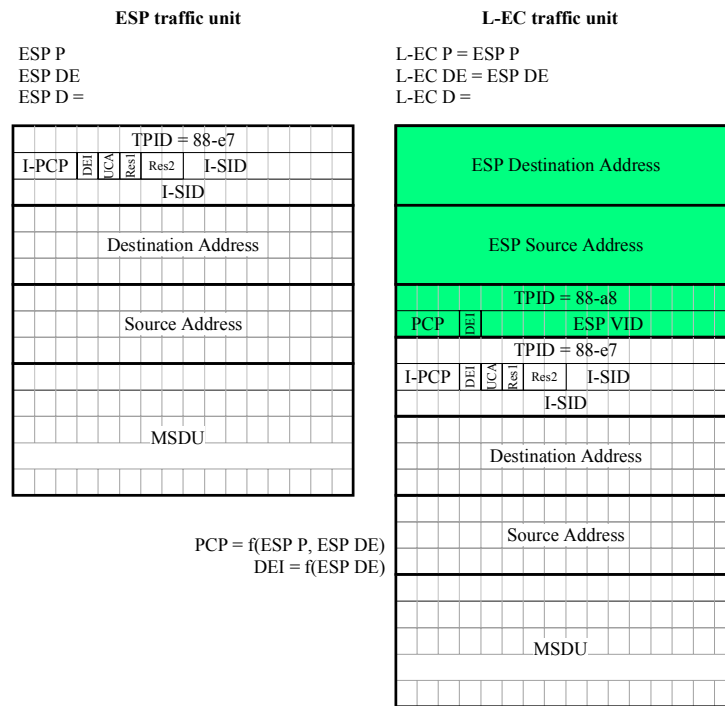 ESP traffic unit
ESP P
ESP DE
ESP D =
TPID = 88-e7
I-PCP DEI UCA Res1 Res2 I-SID
I-SID
Destination Address
Source Address
MSDU
L-EC traffic unit
L-EC P = ESP P
L-EC DE = ESP DE
L-EC D =
ESP Destination Address
ESP Source Address
TPID = 88-a8
PCP DEI ESP VID
TPID = 88-e7
I-PCP DEI UCA Res1 Res2 I-SID
I-SID
Destination Address
Source Address
MSDU
PCP = f(ESP P, ESP DE)
DEI = f(ESP DE)